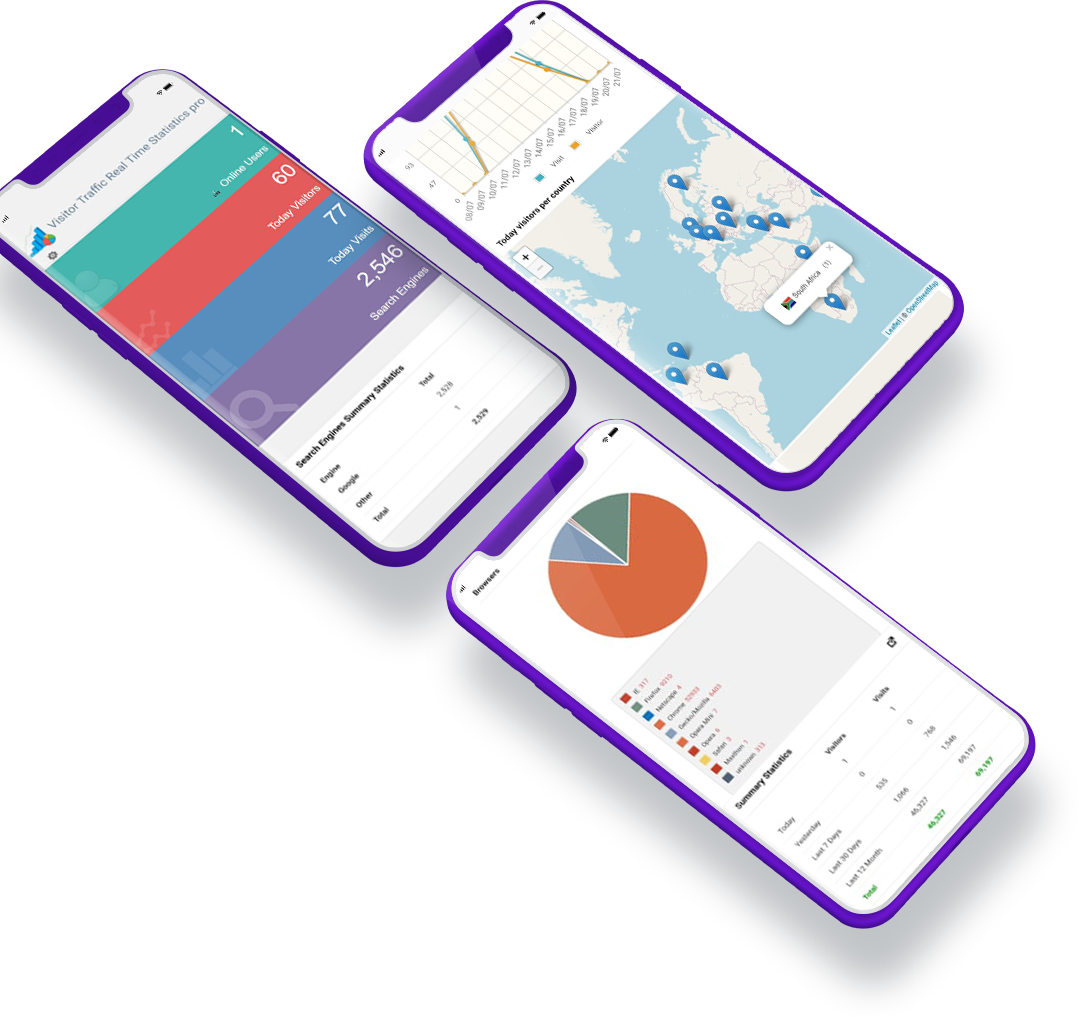 Visitor Traffic Real Time Statistics pro
1
Online Users
60
Today Visitors
77
Today Visits
2,546
Search Engines
Search Engines Summary Statistics
Engine Total
Google 2,528
Other 1
Total 2,529
93
47
0
08/07 09/07 10/07 11/07 12/07 13/07 14/07 15/07 16/07 17/07 18/07 19/07 20/07 21/07
Visit Visitor
Today visitors per country
+
−
×
South Africa (1)
Leaflet | © OpenStreetMap
Browsers
IE 317
Firefox 9210
Netscape 4
Chrome 52933
Gecko/Mozilla 6403
Opera Mini 7
Opera 6
Safari 3
Maxthon 1
unknown 313
Summary Statistics
Visitors Visits
Today 1 1
Yesterday 0 0
Last 7 Days 535 768
Last 30 Days 1,066 1,546
Last 12 Month 46,327 69,197
Total 46,327 69,197